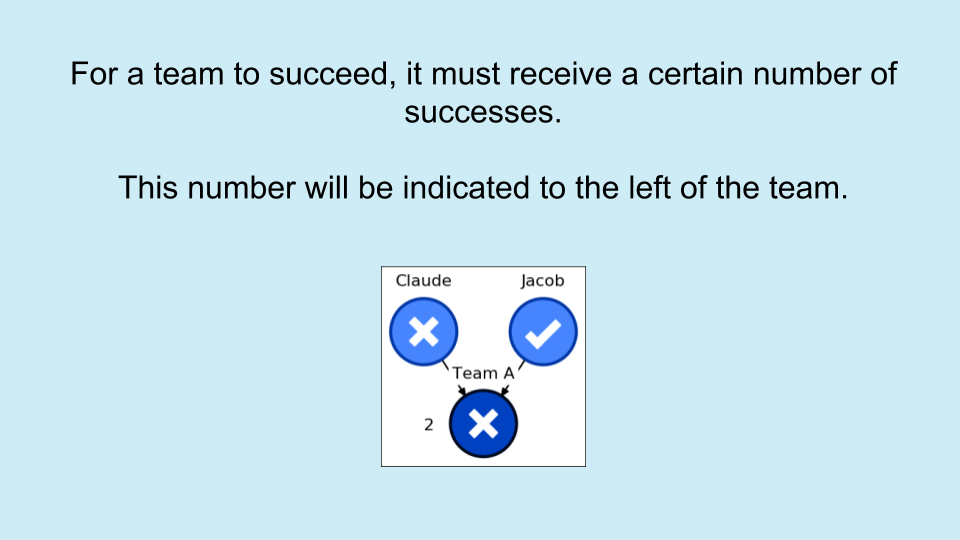 For a team to succeed, it must receive a certain number of
successes.
This number will be indicated to the left of the team.
Claude
Jacob
Team A
2